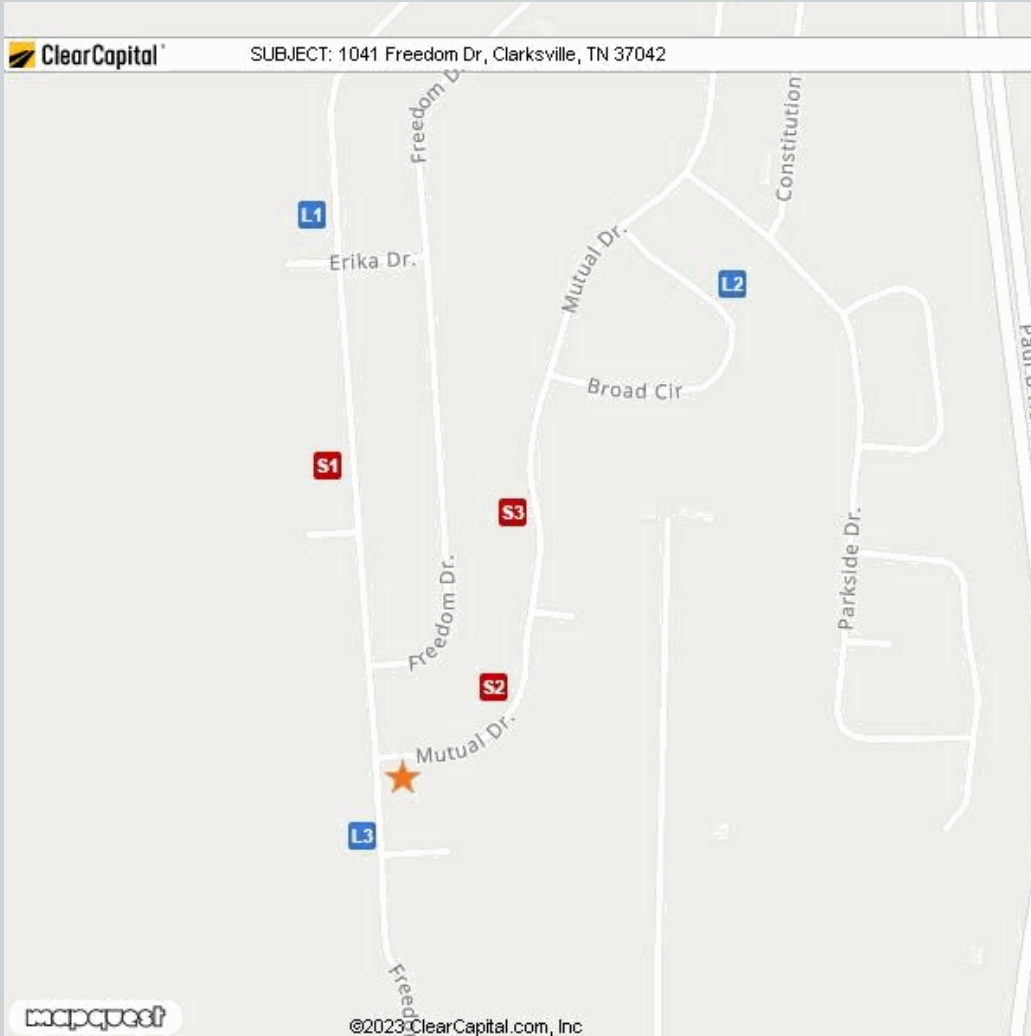 ClearCapital
SUBJECT: 1041 Freedom Dr, Clarksville, TN 37042
Freedom D
Constitution
L1
Mutual Dr.
Erika Dr.
L2
Broad Cir
S1
S3
Parkside Dr.
Freedom Dr.
S2
Mutual Dr.
L3
Freed
mapquest
©2023 ClearCapital.com, Inc